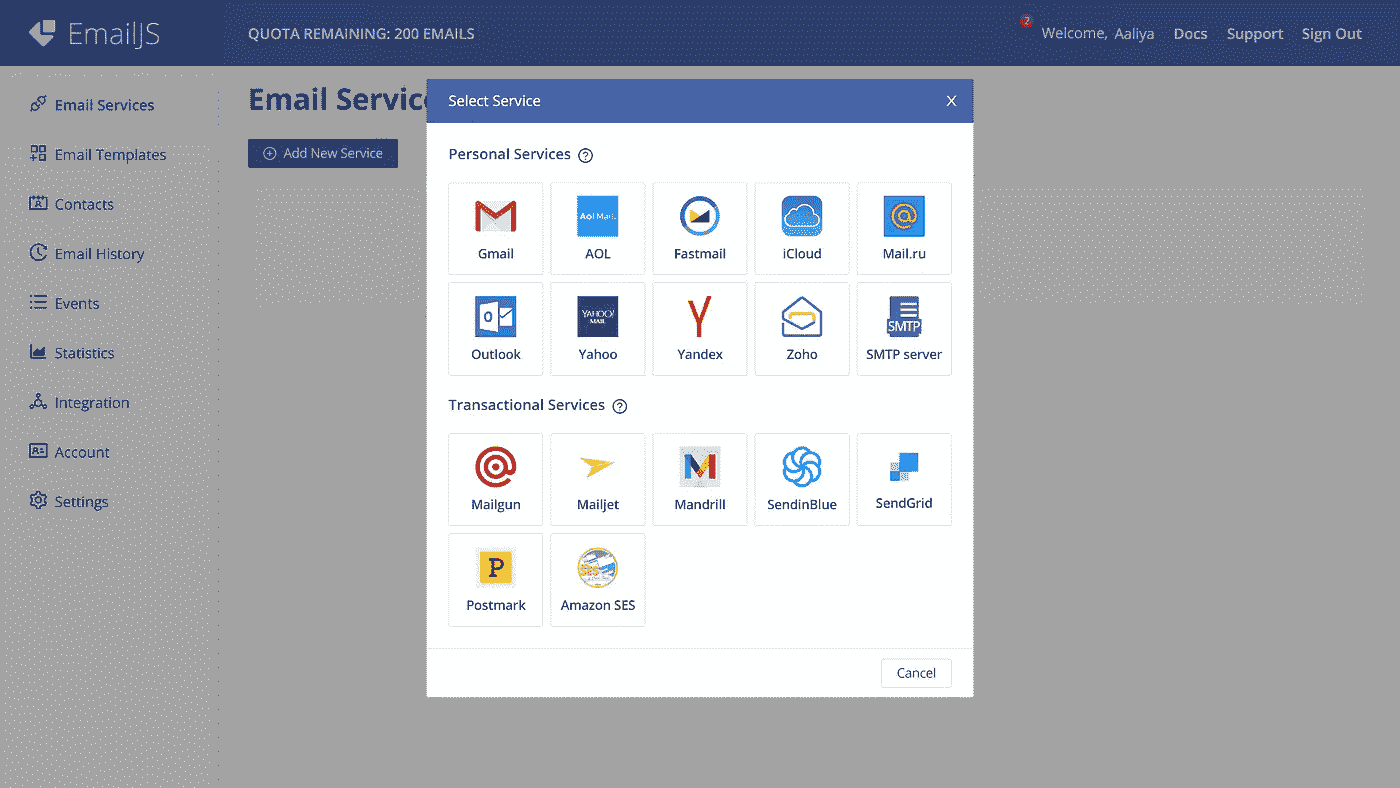 EmailJS
QUOTA REMAINING: 200 EMAILS
2
Welcome, Aaliya
Docs
Support
Sign Out
Email Services
Email Templates
Contacts
Email History
Events
Statistics
Integration
Account
Settings
Email Servic
Add New Service
Select Service
X
Personal Services ?
Gmail
Aol Mail.
AOL
Fastmail
iCloud
Mail.ru
Outlook
YAHOO!
MAIL
Yahoo
Yandex
Zoho
SMTP
SMTP server
Transactional Services ?
Mailgun
Mailjet
Mandrill
SendinBlue
SendGrid
P
Postmark
SES
Amazon SES
Cancel